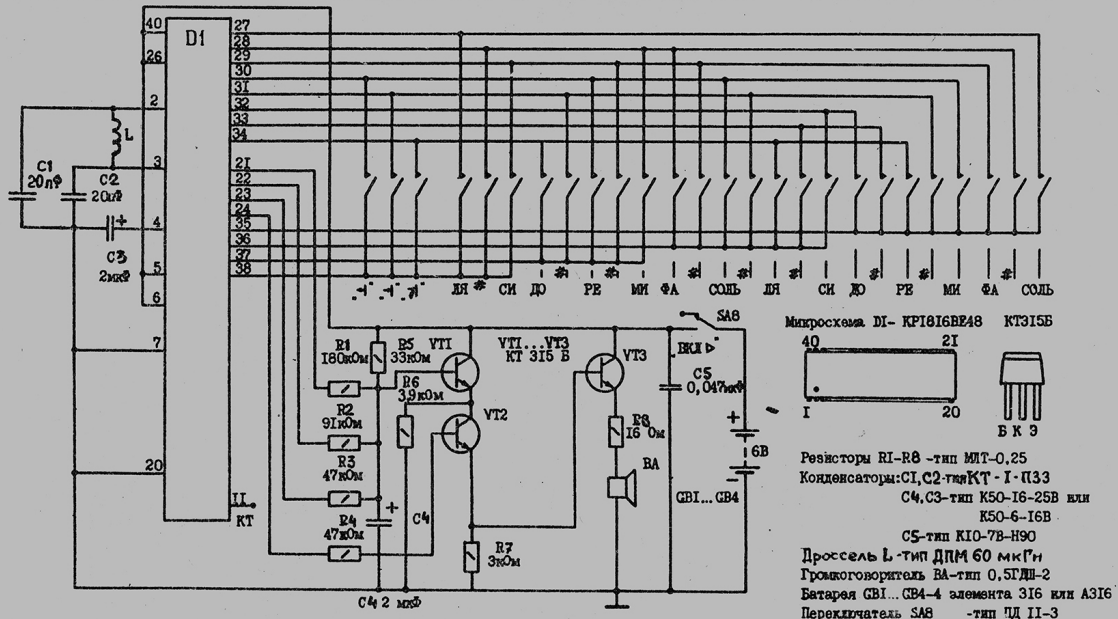 40
26
2
3
4
5
6
7
20
D1
27
28
29
30
31
32
33
34
21
22
23
24
35
36
37
38
11
КТ
L
C1
20пФ
C2
20пФ
C3
2мкФ
+
ЛЯ # СИ ДО # РЕ МИ ФА # СОЛЬ # ЛЯ # СИ ДО # РЕ # МИ ФА # СОЛЬ
R1
180кОм
R5
33кОм
VT1
VT1...VT3
КТ 315 Б
VT3
ВКЛ
SA8
R6
3,9кОм
C5
0,047мкФ
R2
91кОм
VT2
R8
16 Ом
+
6В
R3
47кОм
BA
-
GB1...GB4
R4
47кОм
+
C4
R7
3кОм
C4 2 мкФ
Микросхема D1- КР1816ВЕ48 КТ315Б
40 21
1 20
Б К Э
Резисторы R1-R8 -тип МЛТ-0,25
Конденсаторы:C1,C2-тип КТ - 1 - П33
C4,C3-тип К50-16-25В или
К50-6-16В
C5-тип К10-7В-Н90
Дроссель L-тип ДПМ 60 мкГн
Громкоговоритель ВА-тип 0,5ГДШ-2
Батарея GB1...GB4-4 элемента 316 или А316
Переключатель SA8 -тип ПД 11-3